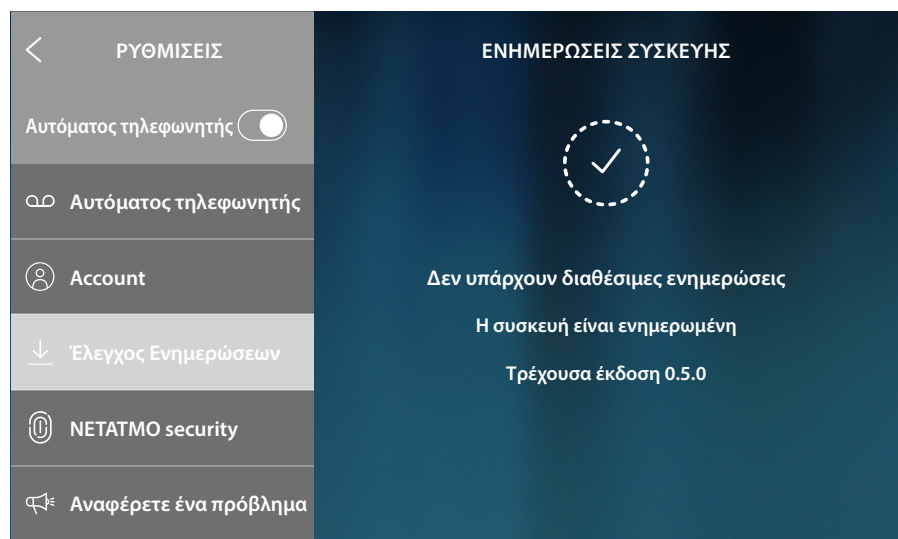 ΡΥΘΜΙΣΕΙΣ
Αυτόματος τηλεφωνητής
Αυτόματος τηλεφωνητής
Account
Έλεγχος Ενημερώσεων
NETATMO security
Αναφέρετε ένα πρόβλημα
ΕΝΗΜΕΡΩΣΕΙΣ ΣΥΣΚΕΥΗΣ
Δεν υπάρχουν διαθέσιμες ενημερώσεις
Η συσκευή είναι ενημερωμένη
Τρέχουσα έκδοση 0.5.0